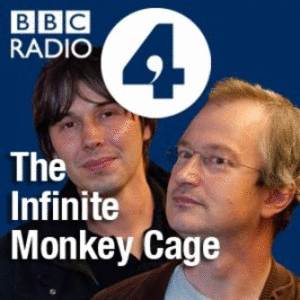 BBC
RADIO
4
The
Infinite
Monkey Cage